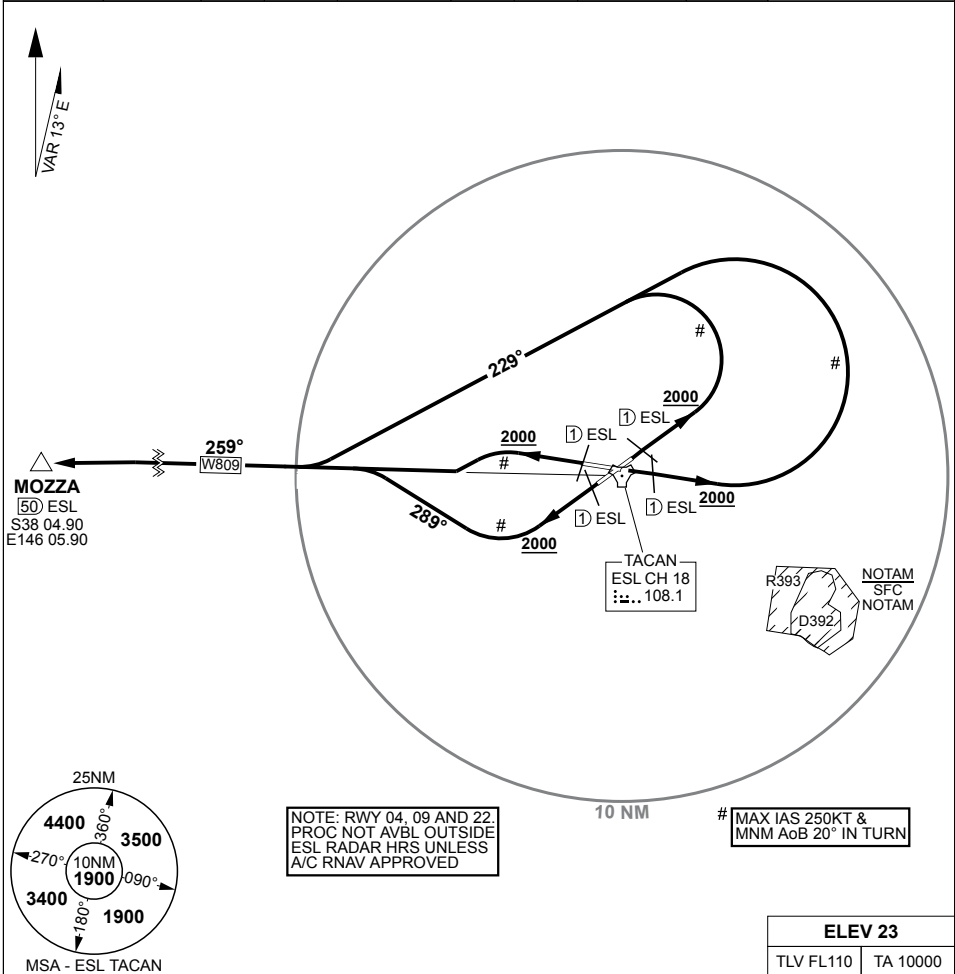 VAR 13° E
#
#
229°
2000
1 ESL
2000
1 ESL
259°
W809
#
MOZZA
50 ESL
S38 04.90
E146 05.90
289°
#
2000
1 ESL
1 ESL
2000
TACAN
ESL CH 18
108.1
R393
D392
NOTAM
SFC
NOTAM
10 NM
25NM
4400
360°
3500
270°
10NM
1900
090°
3400
180°
1900
MSA - ESL TACAN
NOTE: RWY 04, 09 AND 22.
PROC NOT AVBL OUTSIDE
ESL RADAR HRS UNLESS
A/C RNAV APPROVED
# MAX IAS 250KT &
MNM AoB 20° IN TURN
ELEV 23
TLV FL110 TA 10000